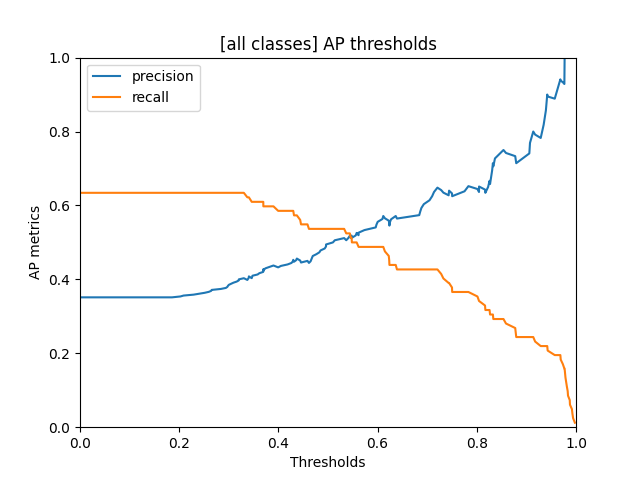 [all classes] AP thresholds
precision
recall
AP metrics
1.0
0.8
0.6
0.4
0.2
0.0
0.0 0.2 0.4 0.6 0.8 1.0
Thresholds